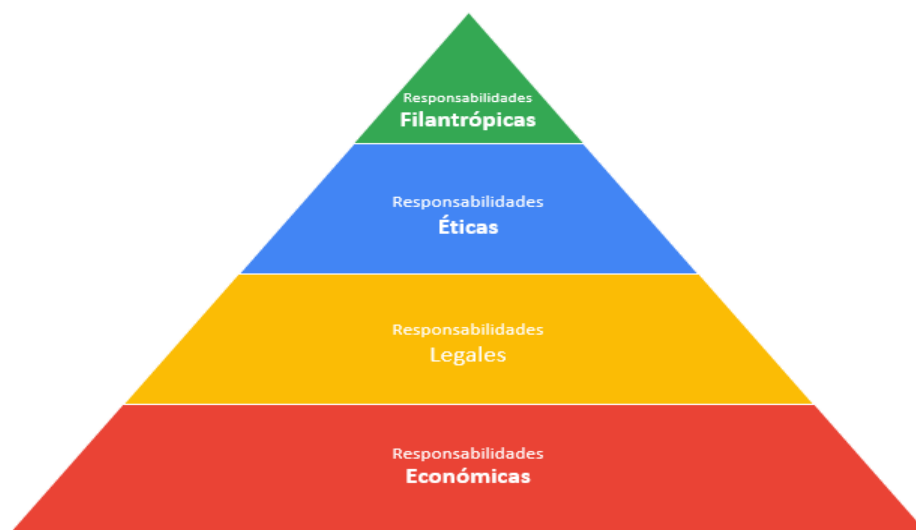 Responsabilidades
Filantrópicas
Responsabilidades
Éticas
Responsabilidades
Legales
Responsabilidades
Económicas